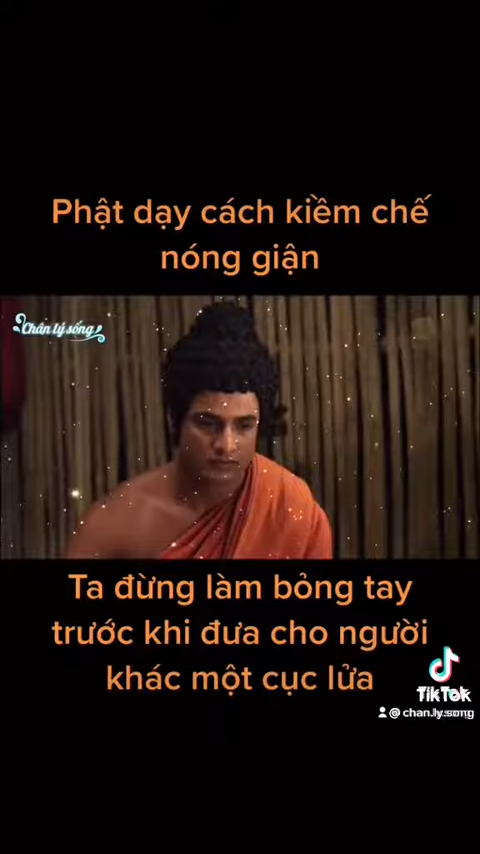 Phật dạy cách kiềm chế
nóng giận
Chân lý sống
Ta đừng làm bỏng tay
trước khi đưa cho người
khác một cục lửa
TikTok
@ chan.ly.song